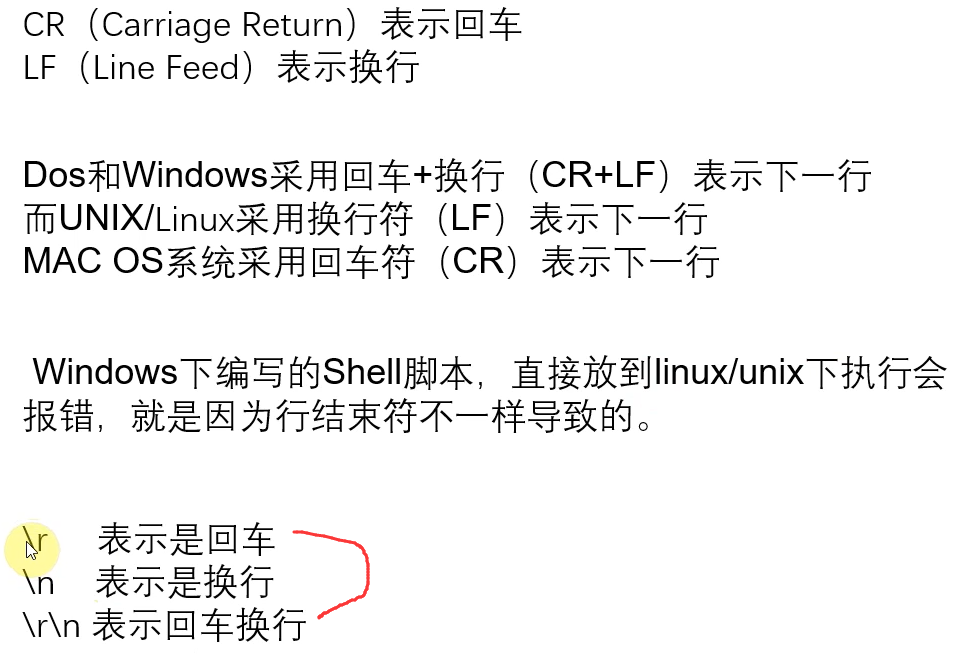 CR（Carriage Return）表示回车
LF（Line Feed）表示换行
Dos和Windows采用回车+换行（CR+LF）表示下一行
而UNIX/Linux采用换行符（LF）表示下一行
MAC OS系统采用回车符（CR）表示下一行
Windows下编写的Shell脚本，直接放到linux/unix下执行会
报错，就是因为行结束符不一样导致的。
\r 表示是回车
\n 表示是换行
\r\n 表示回车换行